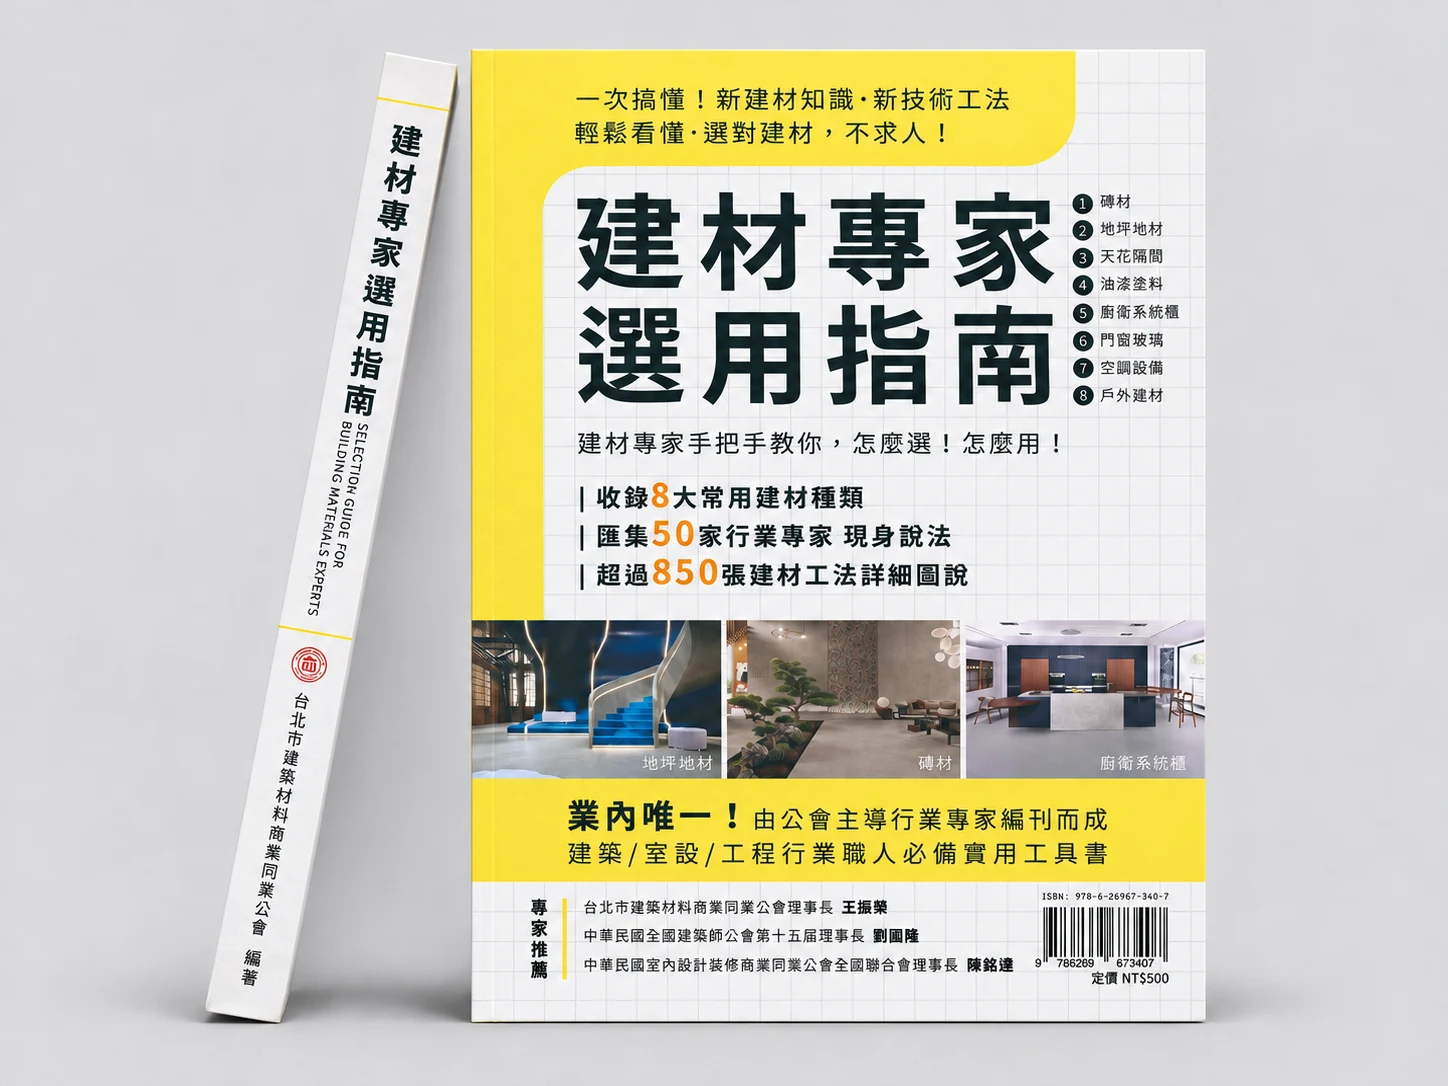 建材專家選用指南
SELECTION GUIDE FOR
BUILDING MATERIALS EXPERTS
台北市建築材料商業同業公會 編著
一次搞懂！新建材知識·新技術工法
輕鬆看懂·選對建材，不求人！
建材專家
選用指南
1 磚材
2 地坪地材
3 天花隔間
4 油漆塗料
5 廚衛系統櫃
6 門窗玻璃
7 空調設備
8 戶外建材
建材專家手把手教你，怎麼選！怎麼用！
| 收錄8大常用建材種類
| 匯集50家行業專家 現身說法
| 超過850張建材工法詳細圖說
地坪地材
磚材
廚衛系統櫃
業內唯一！由公會主導行業專家編刊而成
建築/室設/工程行業職人必備實用工具書
專家推薦
台北市建築材料商業同業公會理事長 王振榮
中華民國全國建築師公會第十五屆理事長 劉國隆
中華民國室內設計裝修商業同業公會全國聯合會理事長 陳銘達
ISBN: 978-6-26967-340-7
9 786269 673407
定價 NT$500